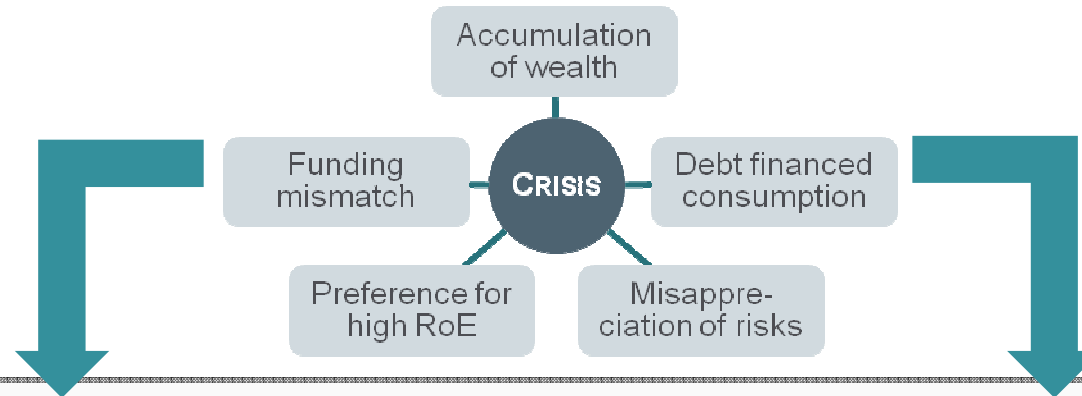 Accumulation
of wealth
Funding
mismatch
CRISIS
Debt financed
consumption
Preference for
high RoE
Misappre-
ciation of risks